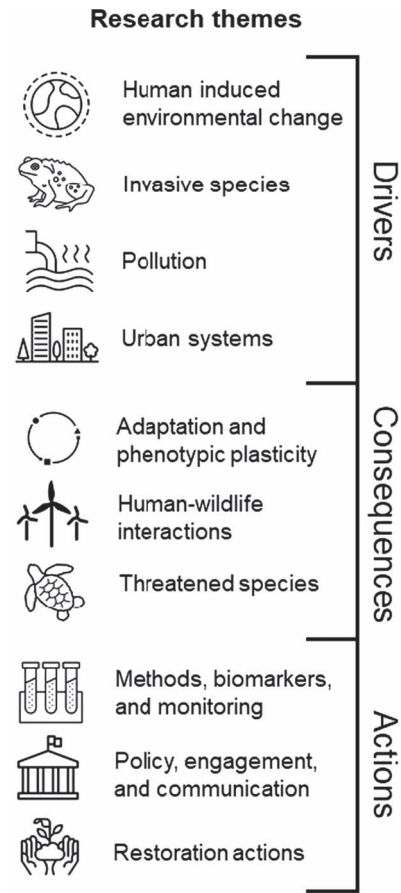 Research themes
Human induced
environmental change
Invasive species
Pollution
Urban systems
Drivers
Adaptation and
phenotypic plasticity
Human-wildlife
interactions
Threatened species
Consequences
Methods, biomarkers,
and monitoring
Policy, engagement,
and communication
Restoration actions
Actions